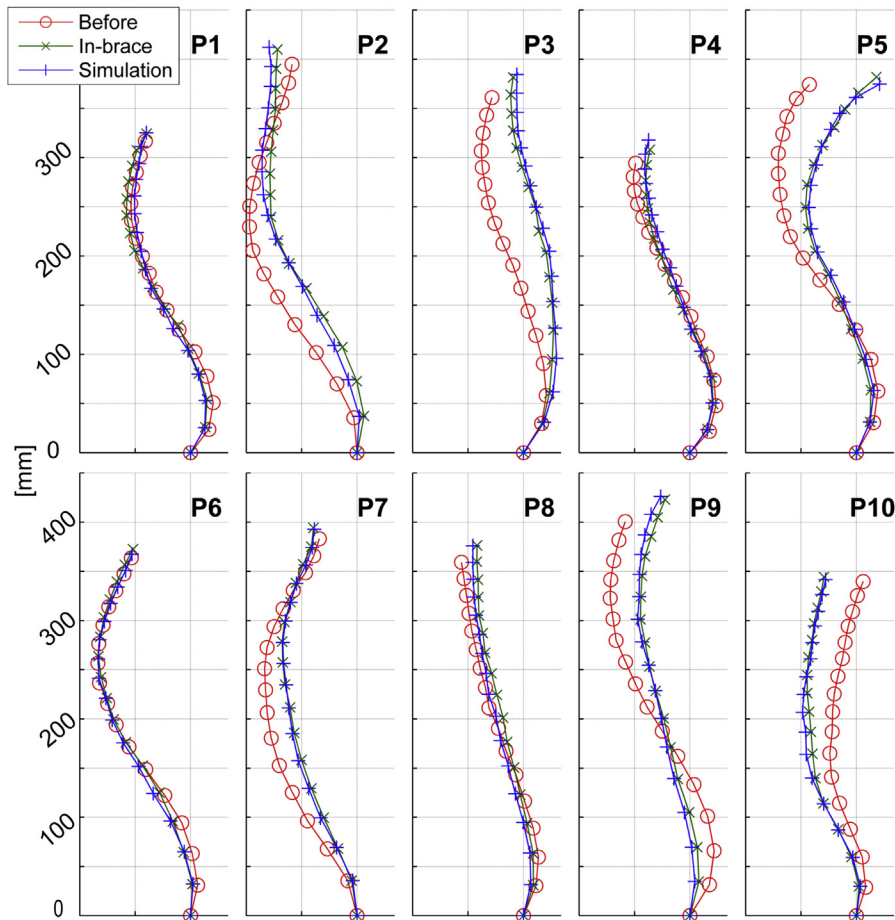 Before
In-brace
Simulation
P1
P2
P3
P4
P5
300
200
100
0
[mm]
P6
P7
P8
P9
P10
400
300
200
100
0